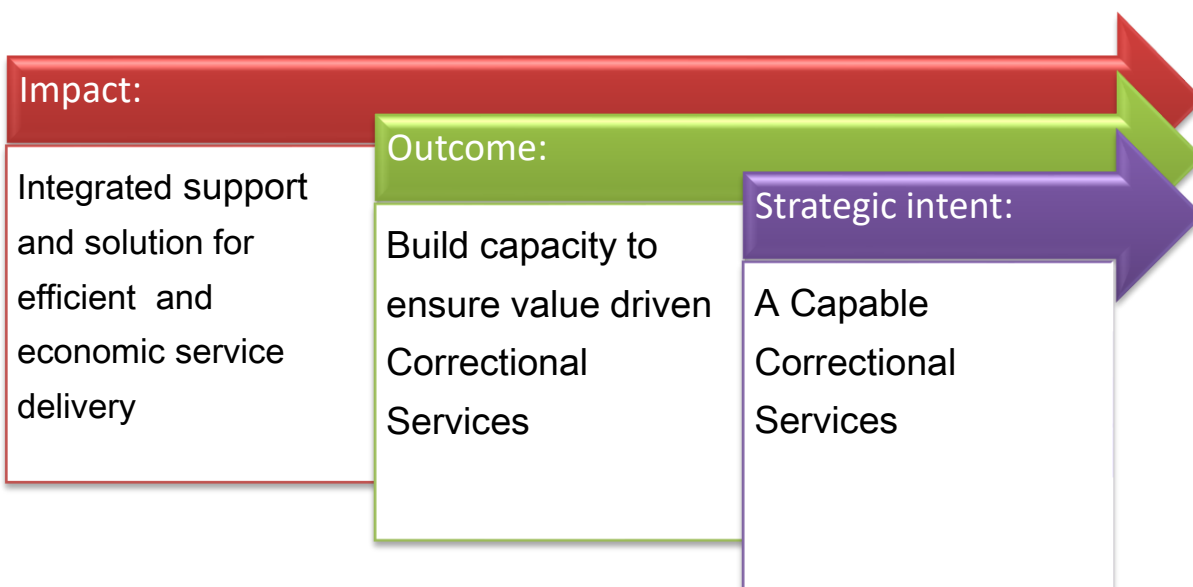 Impact:
Integrated support
and solution for
efficient  and
economic service
delivery
Outcome:
Build capacity to
ensure value driven
Correctional
Services
Strategic intent:
A Capable
Correctional
Services